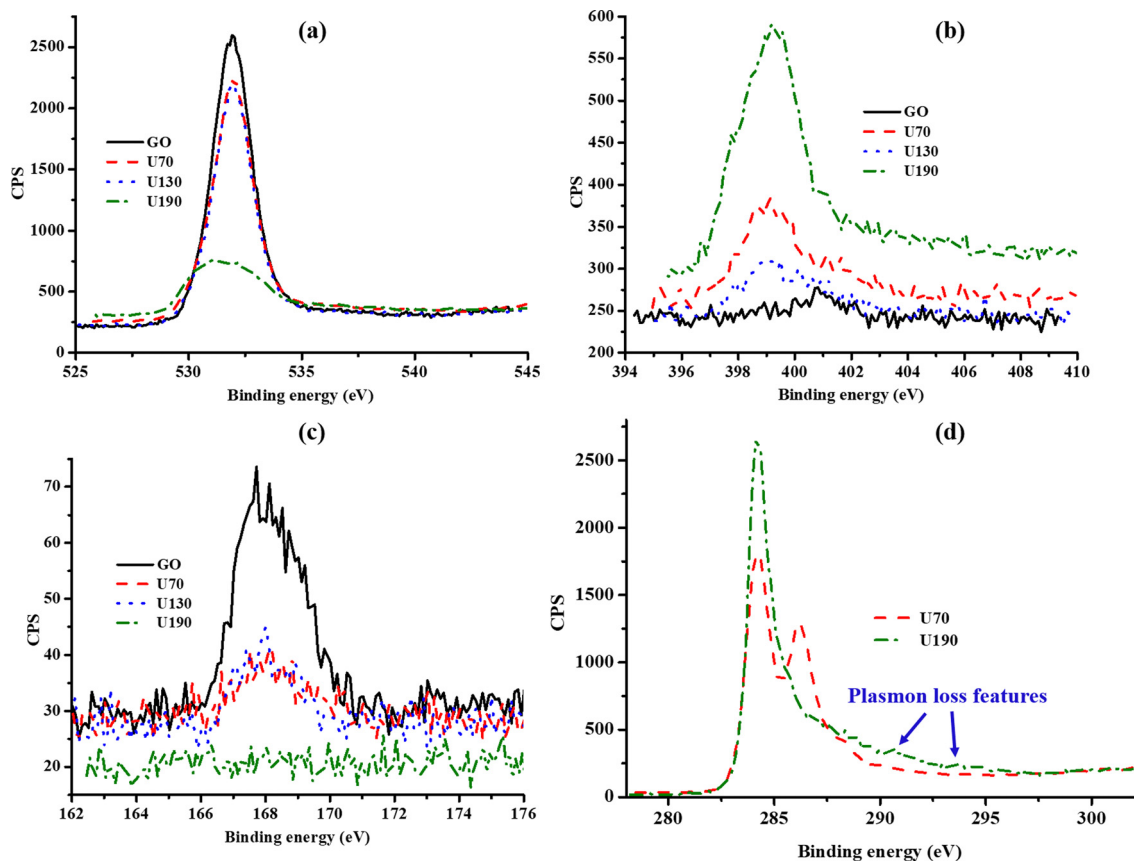 (a)
2500
2000
1500
1000
500
0
CPS
GO
U70
U130
U190
525
530
535
540
545
Binding energy (eV)
(b)
600
550
500
450
400
350
300
250
200
CPS
GO
U70
U130
U190
394
396
398
400
402
404
406
408
410
Binding energy (eV)
(c)
70
60
50
40
30
20
CPS
GO
U70
U130
U190
162
164
166
168
170
172
174
176
Binding energy (eV)
(d)
2500
2000
1500
1000
500
0
CPS
U70
U190
Plasmon loss features
280
285
290
295
300
Binding energy (eV)